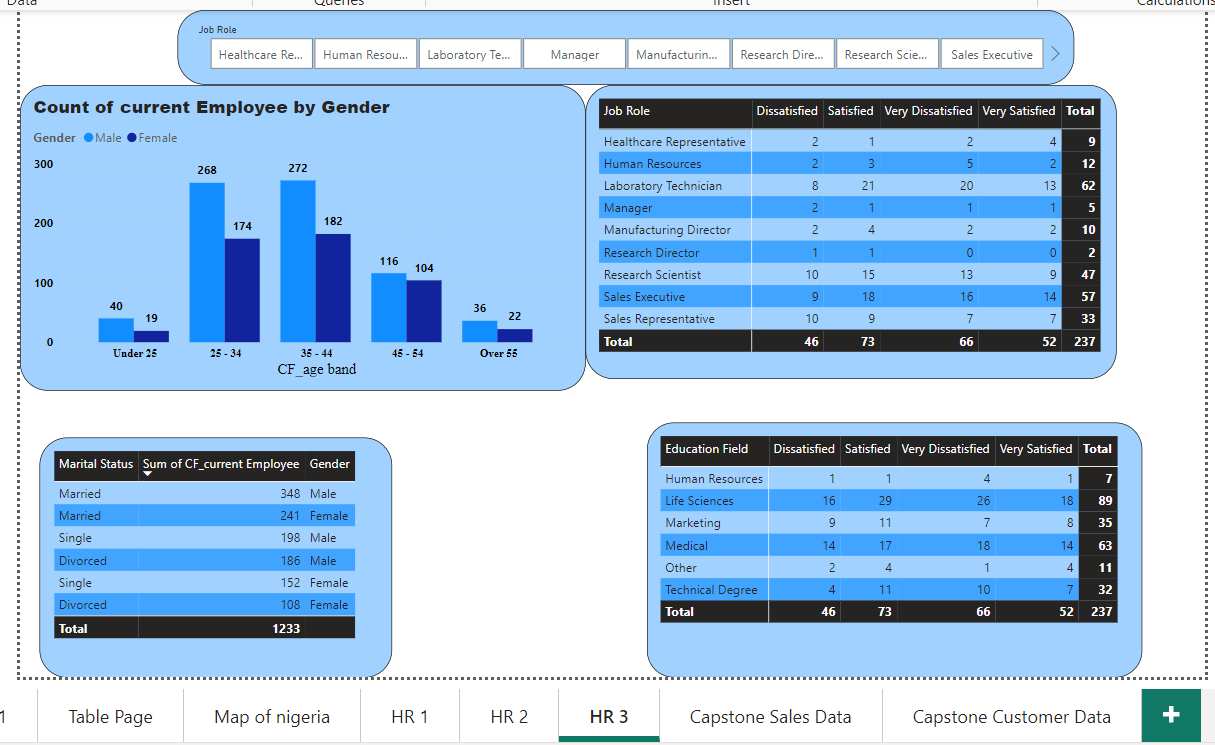 Data Queries Insert Calculations
Job Role
Healthcare Re... Human Resou... Laboratory Te... Manager Manufacturin... Research Dire... Research Scie... Sales Executive
Count of current Employee by Gender
Gender Male Female
300
200
100
0
40 19 268 174 272 182 116 104 36 22
Under 25 25 - 34 35 - 44 45 - 54 Over 55
CF_age band
Job Role Dissatisfied Satisfied Very Dissatisfied Very Satisfied Total
Healthcare Representative 2 1 2 4 9
Human Resources 2 3 5 2 12
Laboratory Technician 8 21 20 13 62
Manager 2 1 1 1 5
Manufacturing Director 2 4 2 2 10
Research Director 1 1 0 0 2
Research Scientist 10 15 13 9 47
Sales Executive 9 18 16 14 57
Sales Representative 10 9 7 7 33
Total 46 73 66 52 237
Marital Status Sum of CF_current Employee Gender
Married 348 Male
Married 241 Female
Single 198 Male
Divorced 186 Male
Single 152 Female
Divorced 108 Female
Total 1233
Education Field Dissatisfied Satisfied Very Dissatisfied Very Satisfied Total
Human Resources 1 1 4 1 7
Life Sciences 16 29 26 18 89
Marketing 9 11 7 8 35
Medical 14 17 18 14 63
Other 2 4 1 4 11
Technical Degree 4 11 10 7 32
Total 46 73 66 52 237
1 Table Page Map of nigeria HR 1 HR 2 HR 3 Capstone Sales Data Capstone Customer Data +